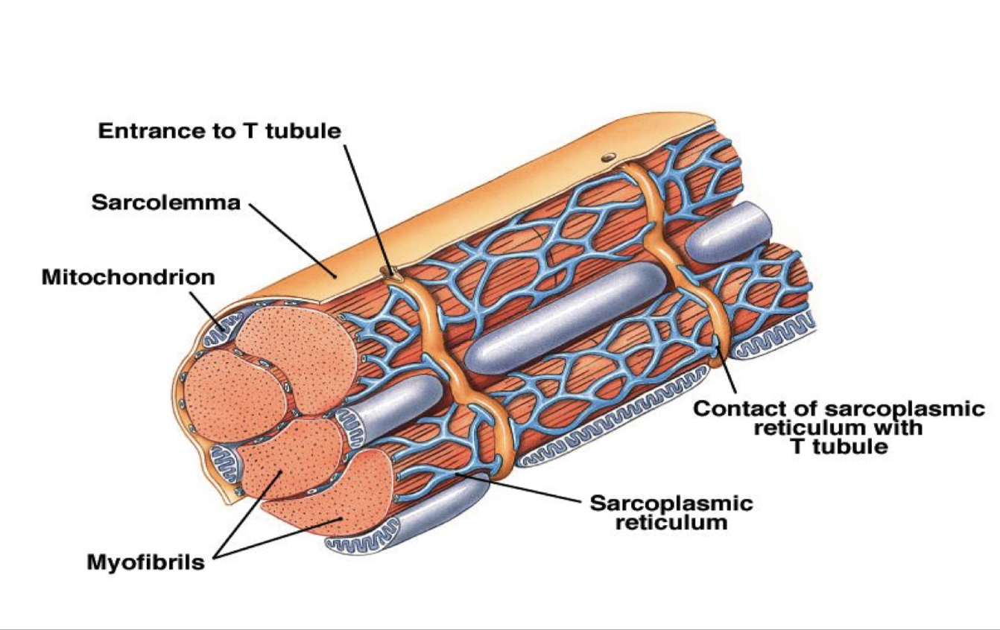 Entrance to T tubule
Sarcolemma
Mitochondrion
Contact of sarcoplasmic
reticulum with
T tubule
Sarcoplasmic
reticulum
Myofibrils